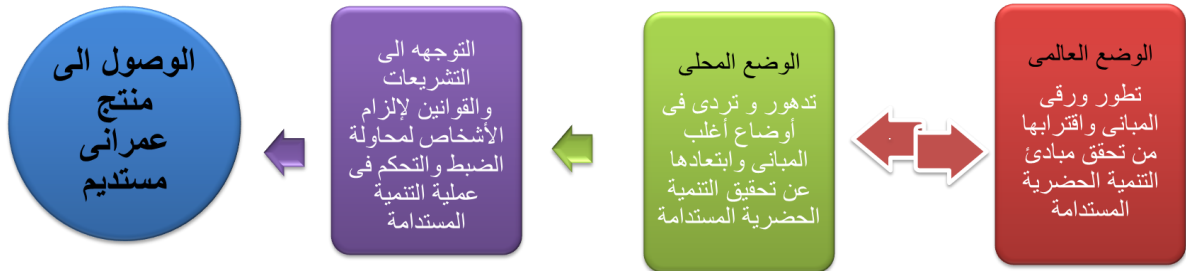 الوضع العالمى
تطور ورقى
المبانى واقترابها
من تحقق مبادئ
التنمية الحضرية
المستدامة
الوضع المحلى
تدهور و تردى فى
أوضاع أغلب
المبانى وابتعادها
عن تحقيق التنمية
الحضرية المستدامة
التوجهه الى
التشريعات
والقوانين لإلزام
الأشخاص لمحاولة
الضبط والتحكم فى
عملية التنمية
المستدامة
الوصول الى
منتج
عمرانى
مستديم